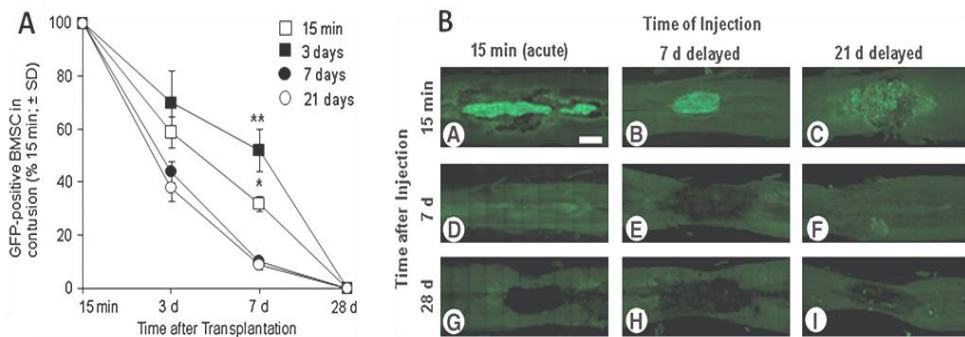 A
100
80
60
40
20
0
GFP-positive BMSC in
contusion (% 15 min; ± SD)
15 min
3 days
7 days
21 days
**
*
15 min
3 d
7 d
28 d
Time after Transplantation
B
Time of Injection
15 min (acute)
7 d delayed
21 d delayed
Time after Injection
15 min
A
B
C
7 d
D
E
F
28 d
G
H
I